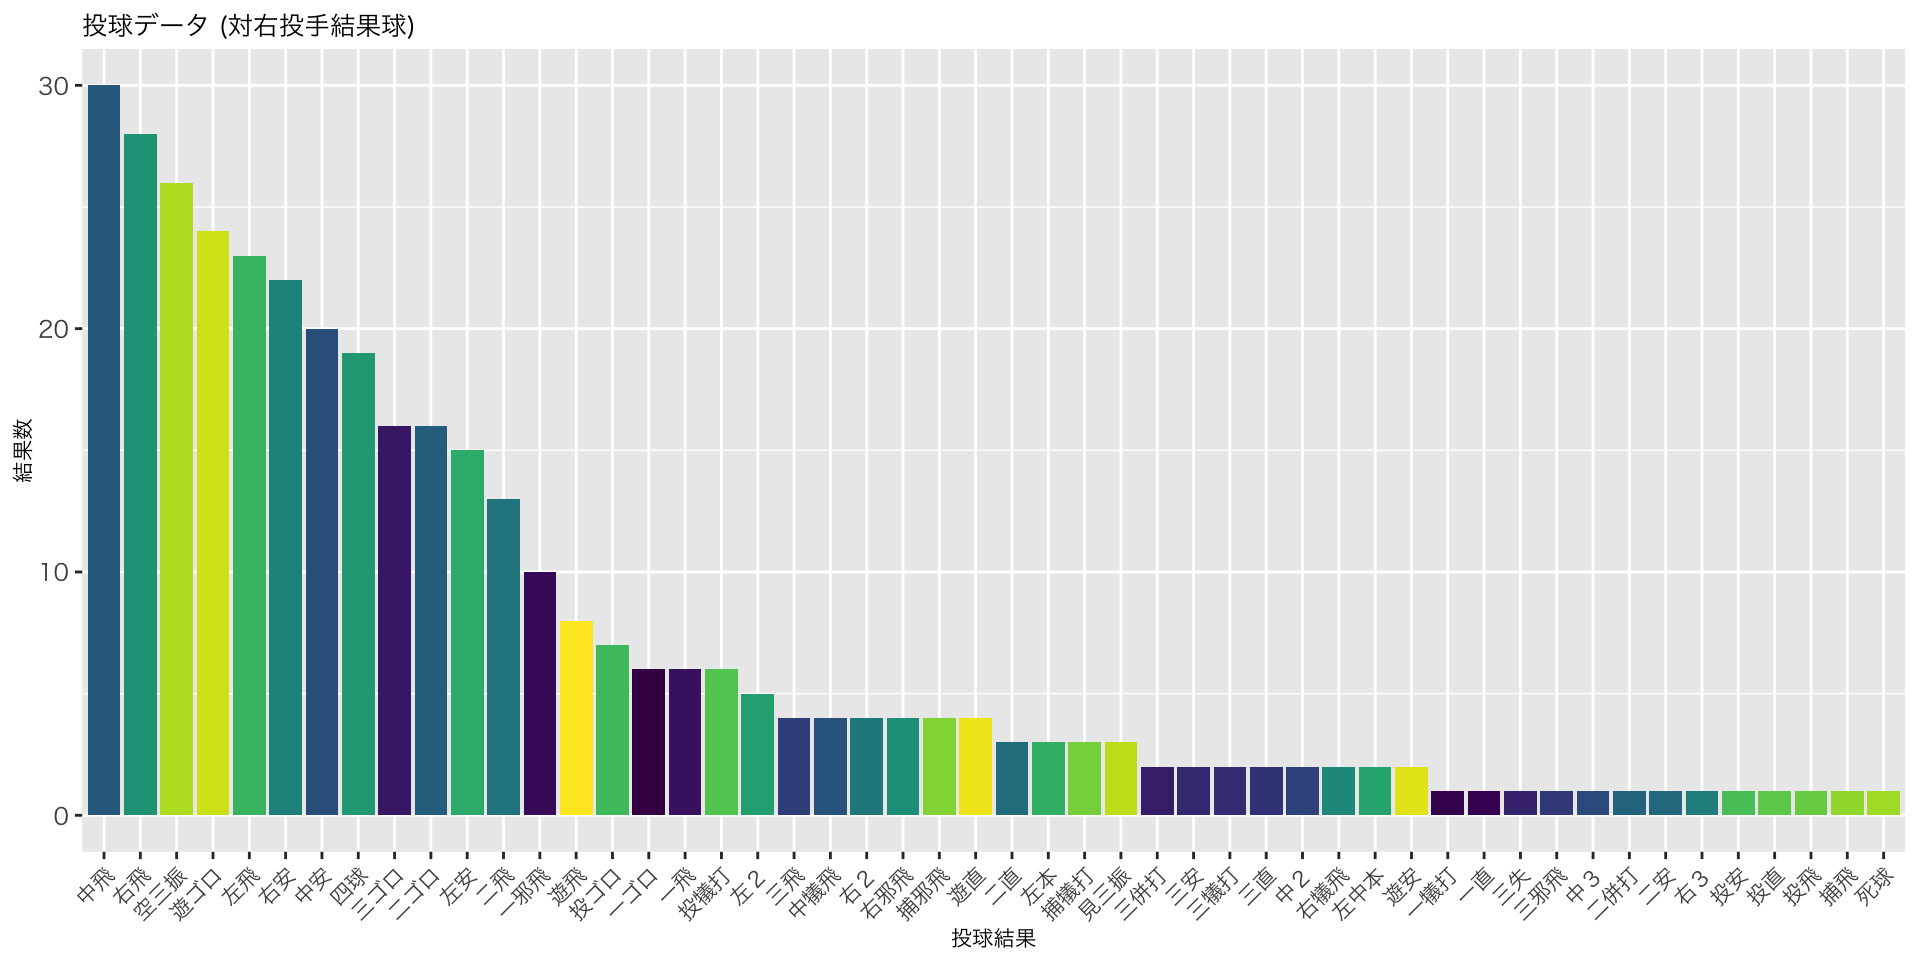 投球データ (対右投手結果球)
結果数
30
20
10
0
中飛
右飛
空三振
遊ゴロ
左飛
右安
中安
四球
三ゴロ
二ゴロ
左安
二飛
一邪飛
遊飛
投ゴロ
一ゴロ
一飛
投犠打
左２
三飛
中犠飛
右２
右邪飛
捕邪飛
遊直
二直
左本
捕犠打
見三振
三併打
三安
三犠打
三直
中２
右犠飛
左中本
遊安
一犠打
一直
三失
三邪飛
中３
二併打
二安
右３
投安
投直
投飛
捕飛
死球
投球結果